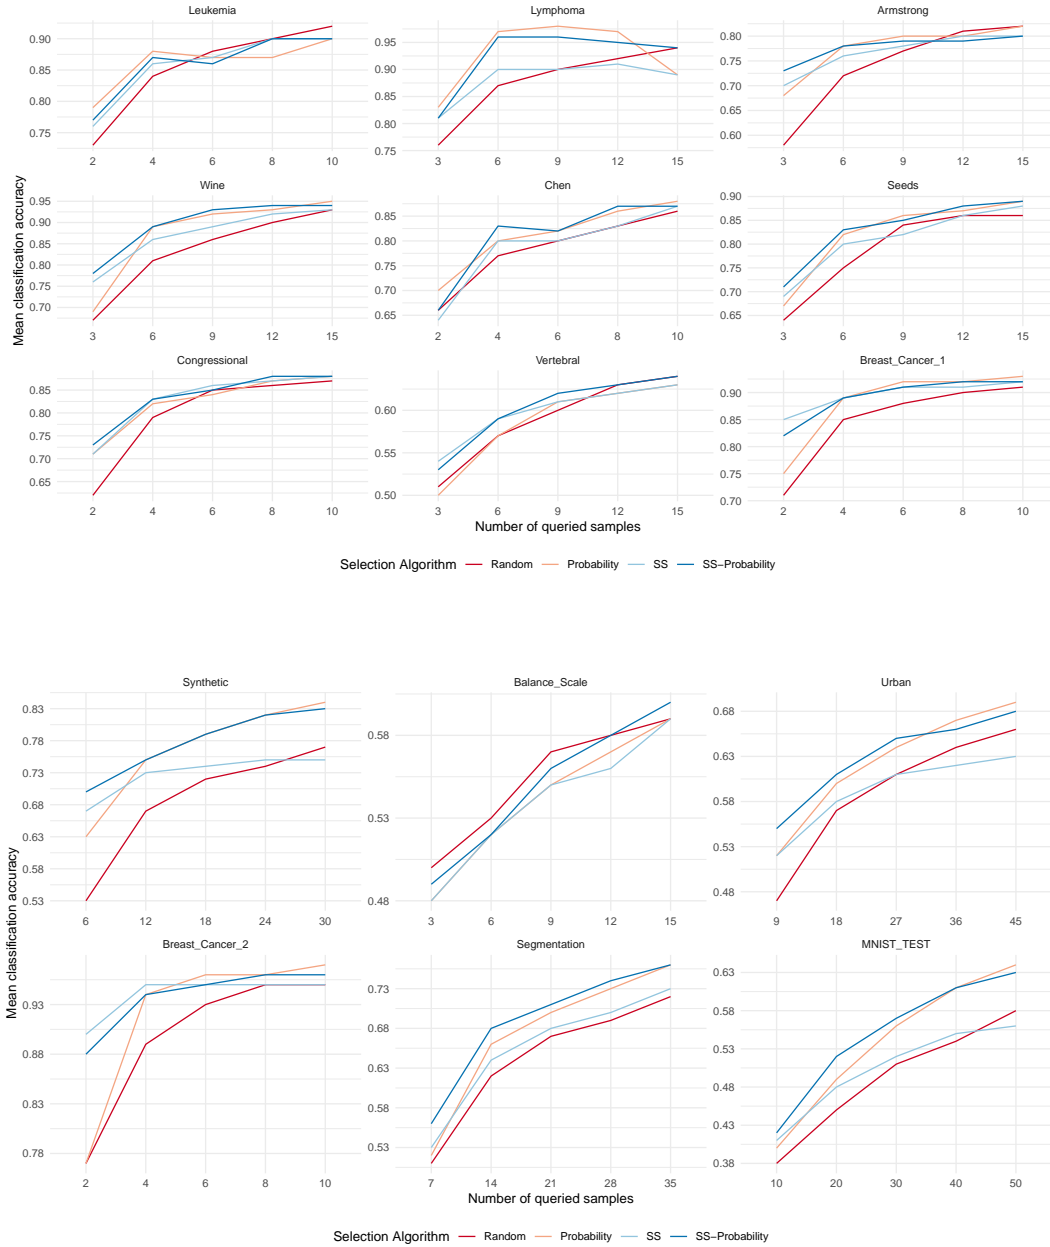 Leukemia
Lymphoma
Armstrong
0.90
0.85
0.80
0.75
2 4 6 8 10
0.95
0.90
0.85
0.80
0.75
3 6 9 12 15
0.80
0.75
0.70
0.65
0.60
3 6 9 12 15
Mean classification accuracy
Wine
Chen
Seeds
0.95
0.90
0.85
0.80
0.75
0.70
3 6 9 12 15
0.85
0.80
0.70
0.65
2 4 6 8 10
0.90
0.85
0.80
0.75
0.70
0.65
3 6 9 12 15
Congressional
Vertebral
Breast_Cancer_1
0.85
0.80
0.75
0.70
0.65
2 4 6 8 10
0.60
0.55
0.50
3 6 9 12 15
0.90
0.85
0.80
0.75
0.70
2 4 6 8 10
Number of queried samples
Selection Algorithm Random Probability SS SS−Probability
Synthetic
Balance_Scale
Urban
0.83
0.78
0.73
0.68
0.63
0.58
0.53
6 12 18 24 30
0.58
0.53
0.48
3 6 9 12 15
0.68
0.63
0.58
0.53
0.48
9 18 27 36 45
Mean classification accuracy
Breast_Cancer_2
Segmentation
MNIST_TEST
0.93
0.88
0.83
0.78
2 4 6 8 10
0.73
0.68
0.63
0.58
0.53
7 14 21 28 35
0.63
0.58
0.53
0.48
0.43
0.38
10 20 30 40 50
Number of queried samples
Selection Algorithm Random Probability SS SS−Probability